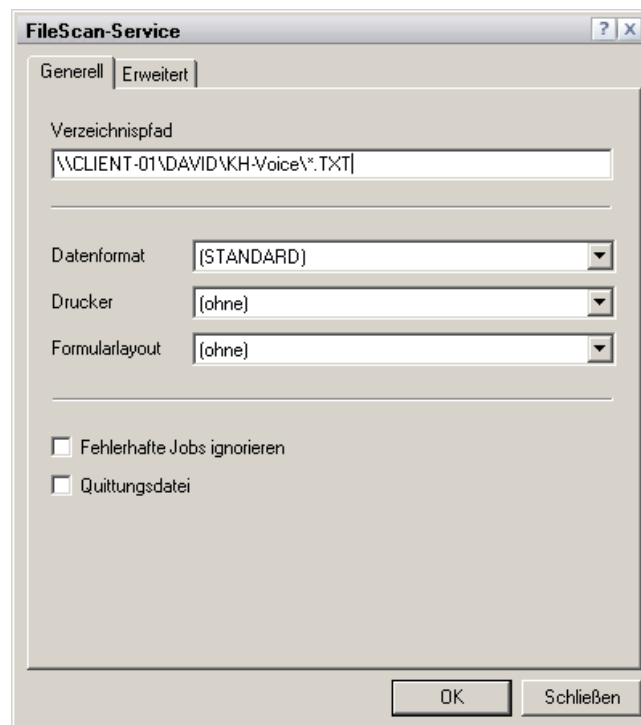 FileScan-Service
Generell Erweitert
Verzeichnispfad
\\CLIENT-01\DAVID\KH-Voice\*.TXT
Datenformat (STANDARD)
Drucker (ohne)
Formularlayout (ohne)
Fehlerhafte Jobs ignorieren
Quittungsdatei
OK Schließen